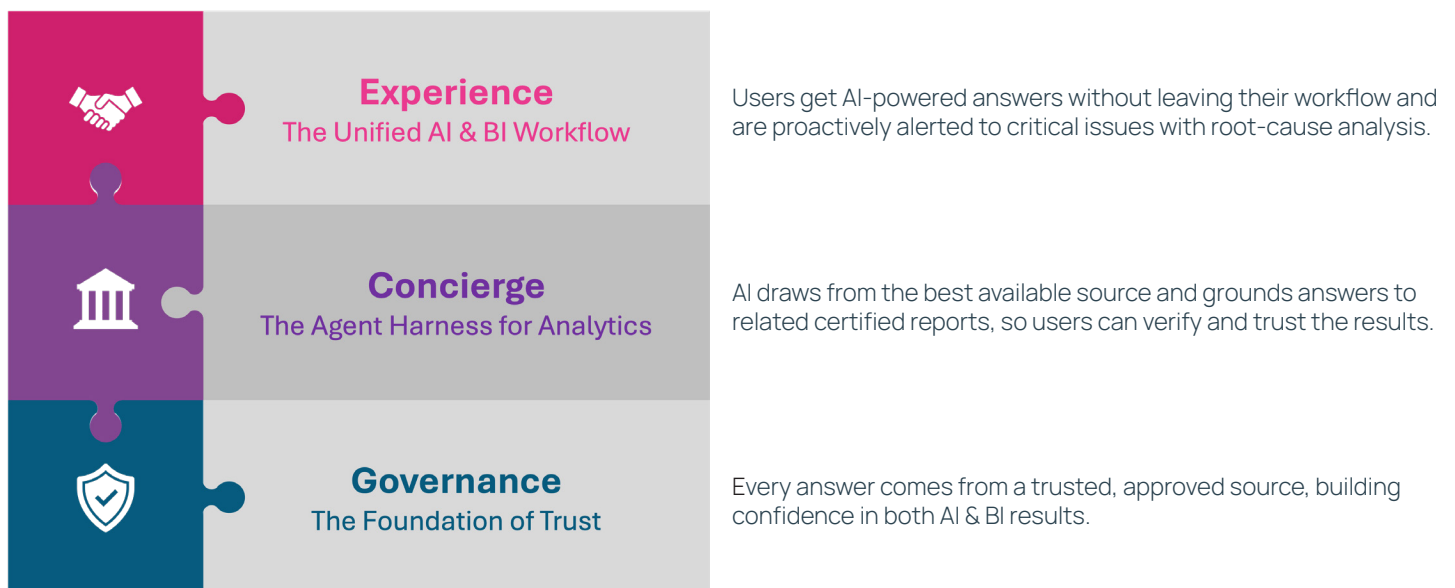 Experience
The Unified AI & BI Workflow
Users get AI-powered answers without leaving their workflow and
are proactively alerted to critical issues with root-cause analysis.
Concierge
The Agent Harness for Analytics
AI draws from the best available source and grounds answers to
related certified reports, so users can verify and trust the results.
Governance
The Foundation of Trust
Every answer comes from a trusted, approved source, building
confidence in both AI & BI results.